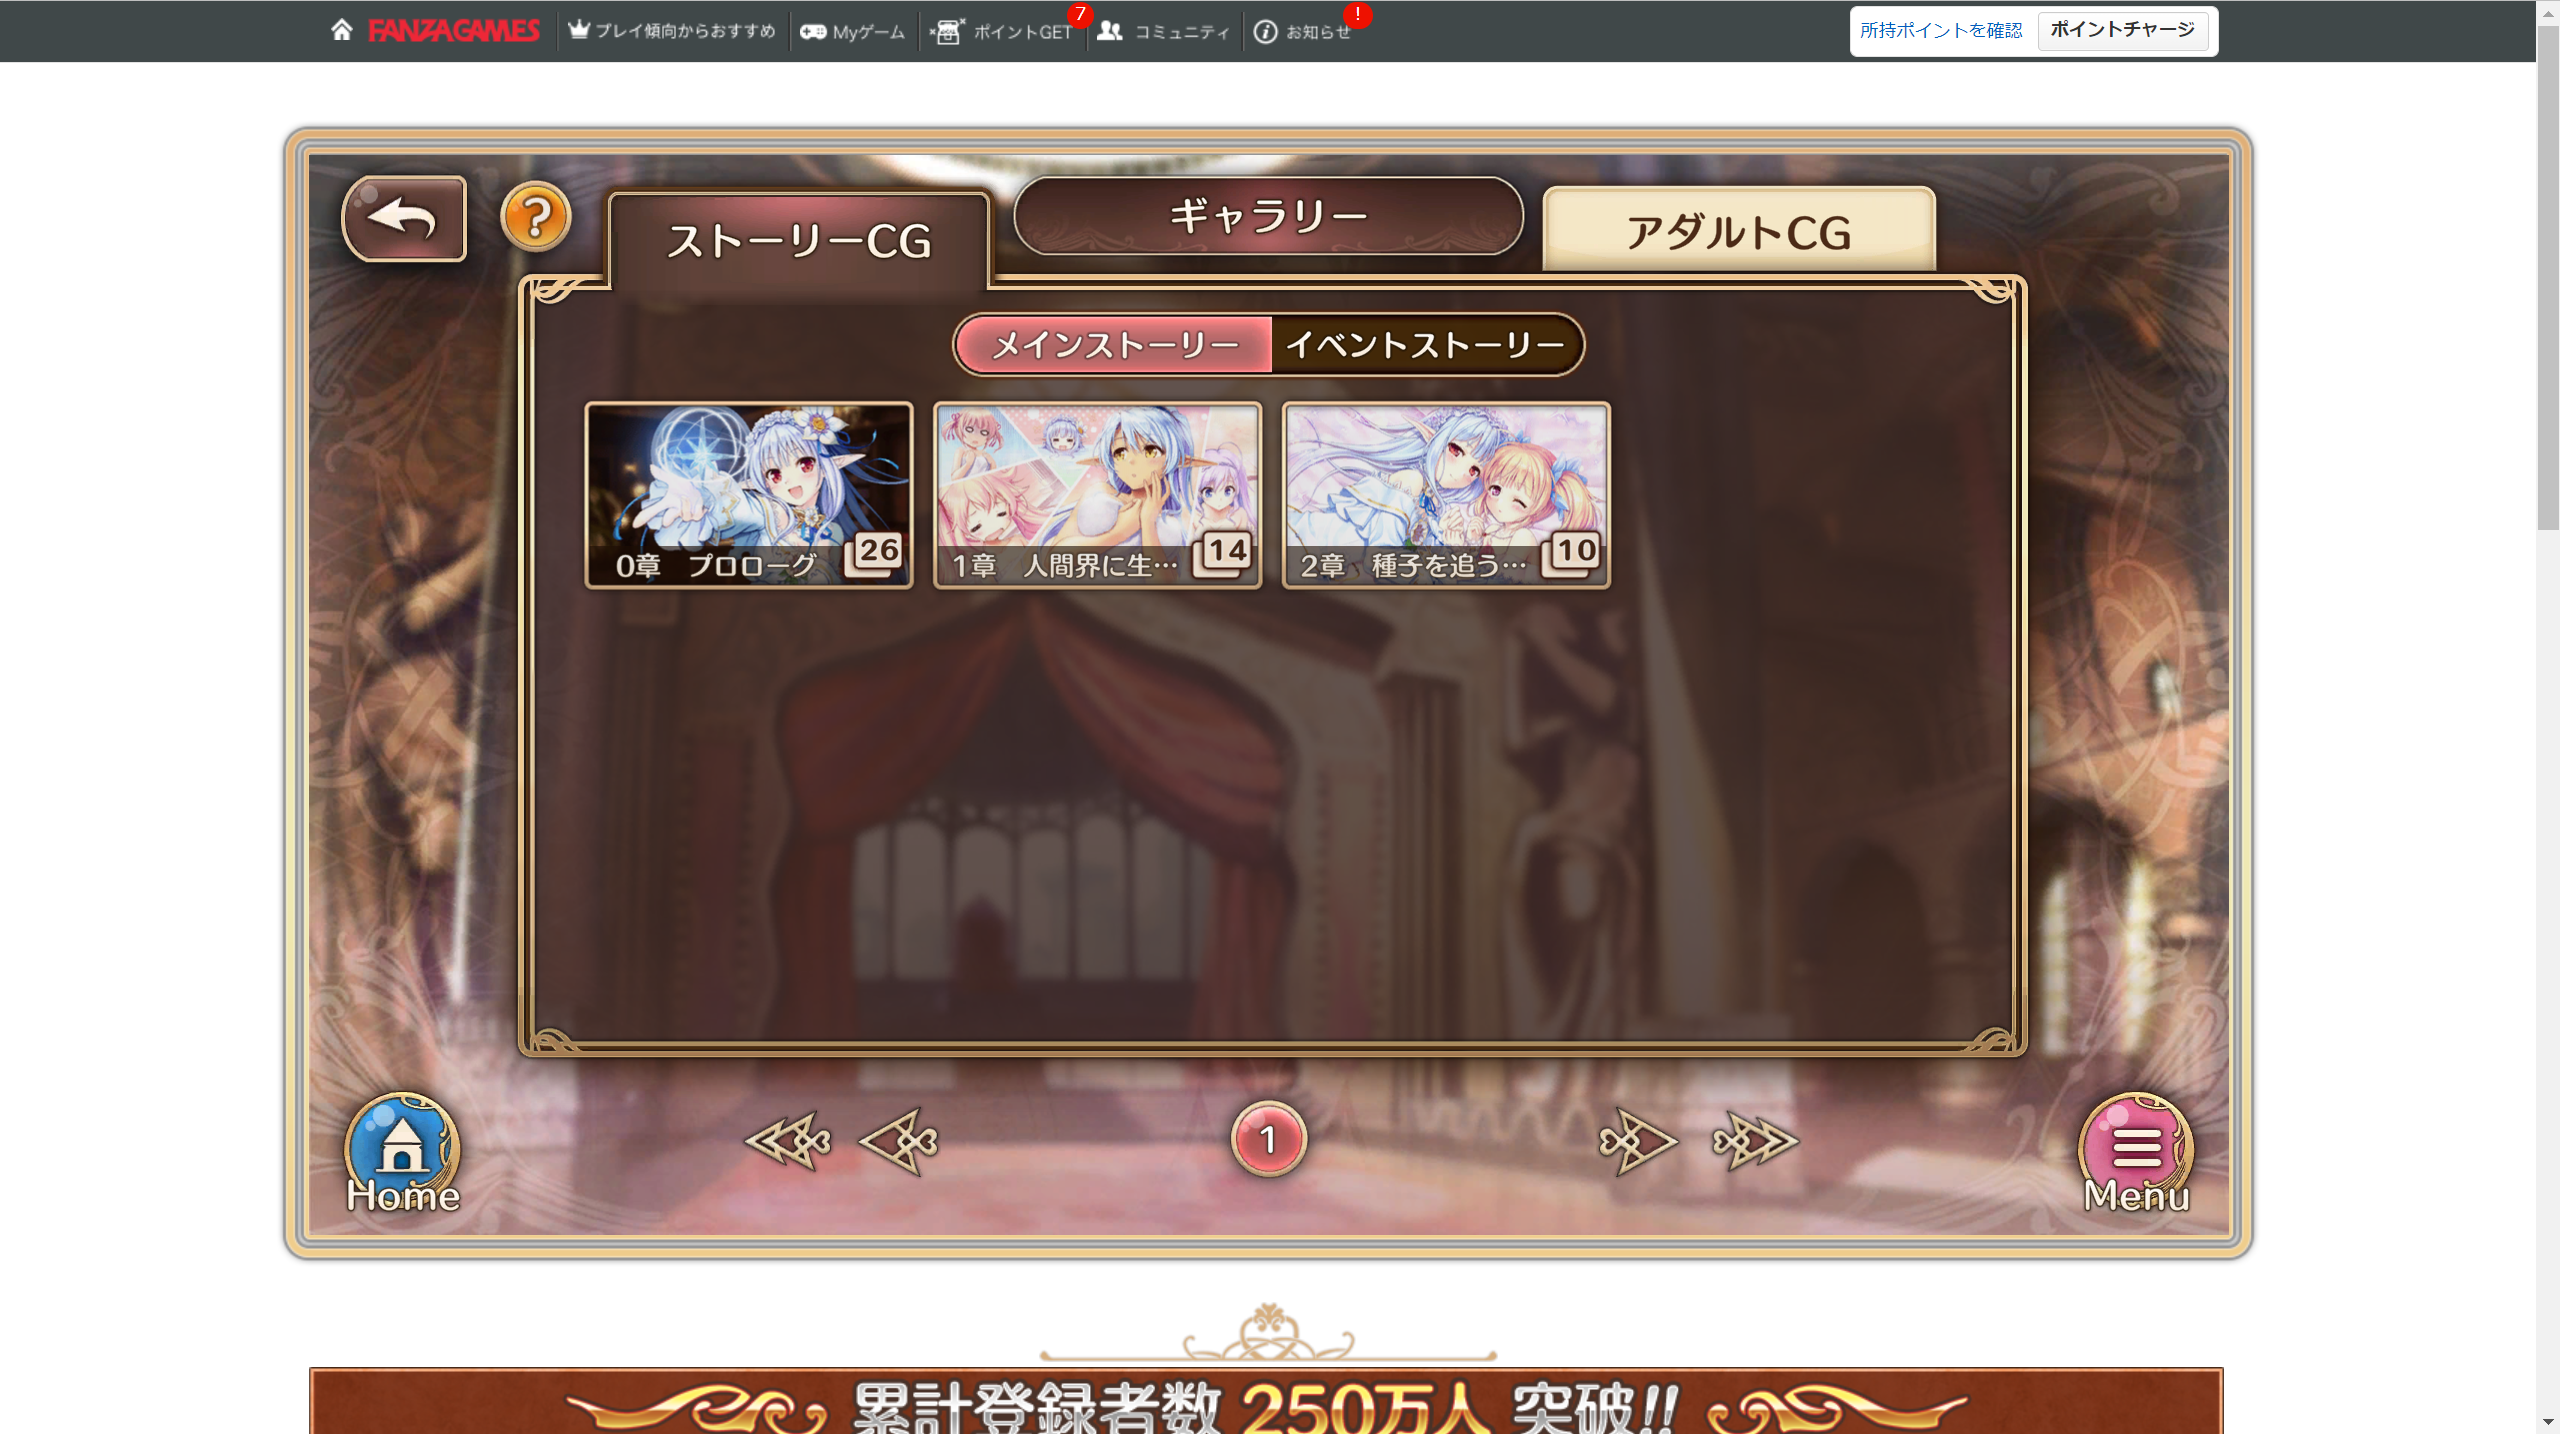 FANZA GAMES
プレイ傾向からおすすめ
Myゲーム
ポイントGET
7
コミュニティ
お知らせ
!
所持ポイントを確認
ポイントチャージ
?
ストーリーCG
ギャラリー
アダルトCG
メインストーリー
イベントストーリー
0章 プロローグ
26
1章 人間界に生…
14
2章 種子を追う…
10
Home
1
Menu
累計登録者数 250万人 突破!!